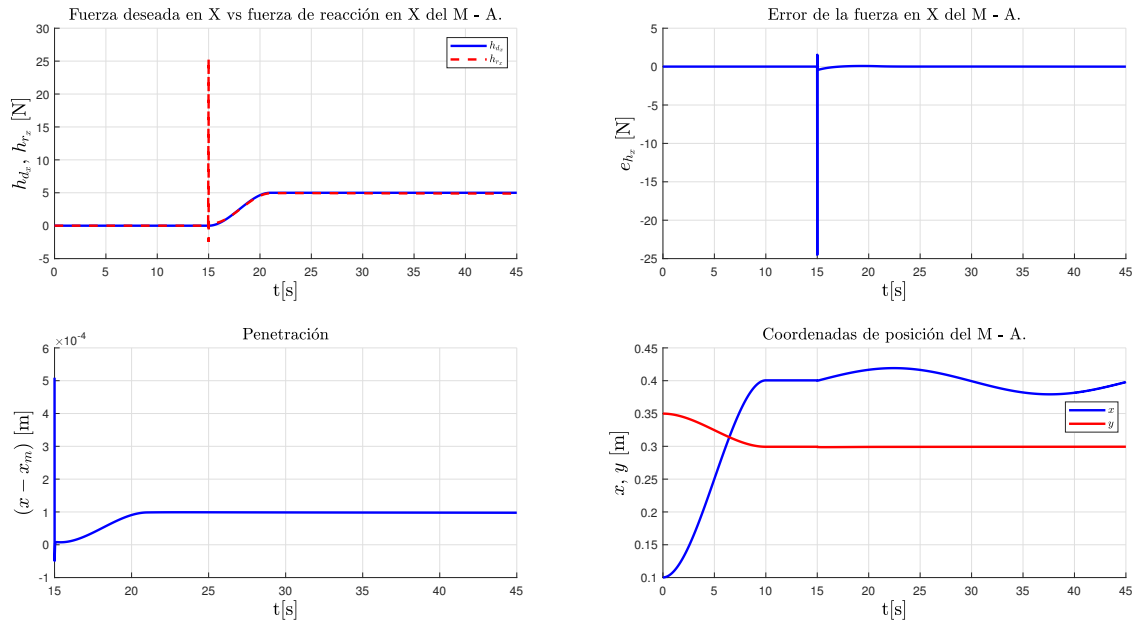 Fuerza deseada en X vs fuerza de reacción en X del M - A.
30
25
20
15
10
5
0
-5
h_{d_x}, h_{r_x} [N]
h_{d_x}
h_{r_x}
0 5 10 15 20 25 30 35 40 45
t[s]
Error de la fuerza en X del M - A.
5
0
-5
-10
-15
-20
-25
e_{h_x} [N]
0 5 10 15 20 25 30 35 40 45
t[s]
Penetración
×10^{-4}
6
5
4
3
2
1
0
-1
(x − x_m) [m]
15 20 25 30 35 40 45
t[s]
Coordenadas de posición del M - A.
0.45
0.4
0.35
0.3
0.25
0.2
0.15
0.1
x, y [m]
x
y
0 5 10 15 20 25 30 35 40 45
t[s]